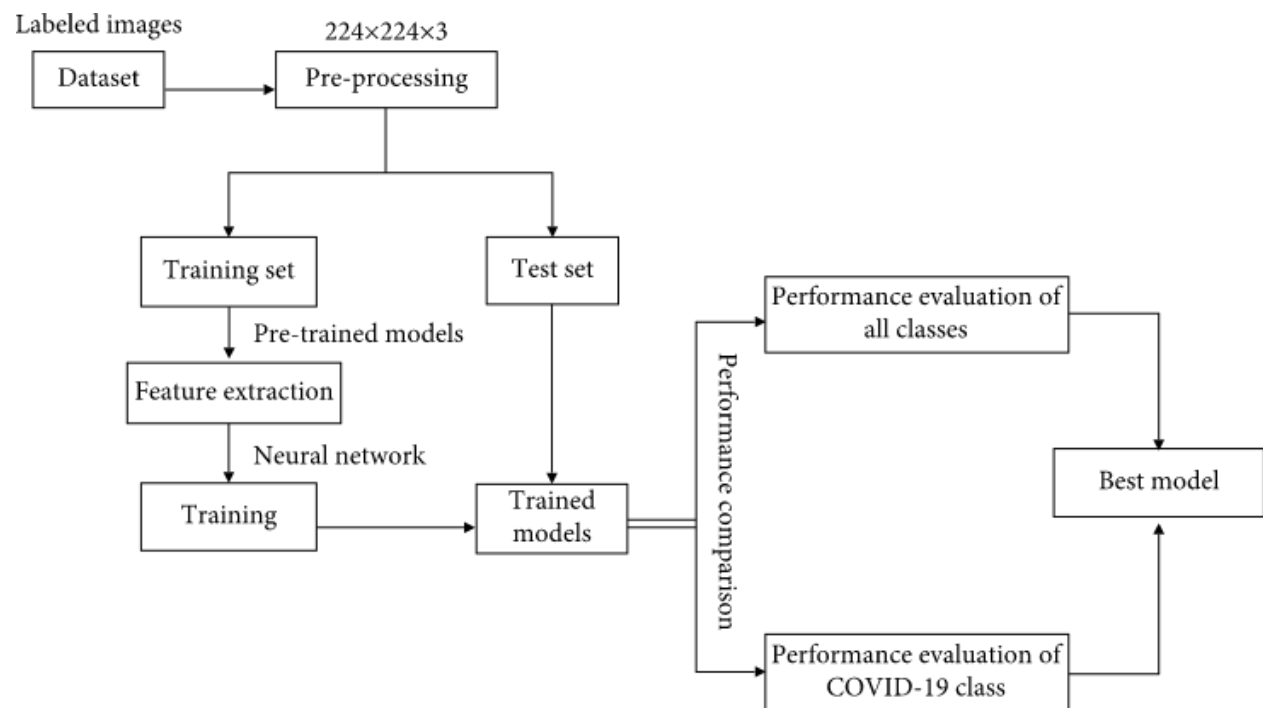 Labeled images
224×224×3
Dataset
Pre-processing
Training set
Test set
Pre-trained models
Feature extraction
Neural network
Training
Trained
models
Performance comparison
Performance evaluation of
all classes
Best model
Performance evaluation of
COVID-19 class